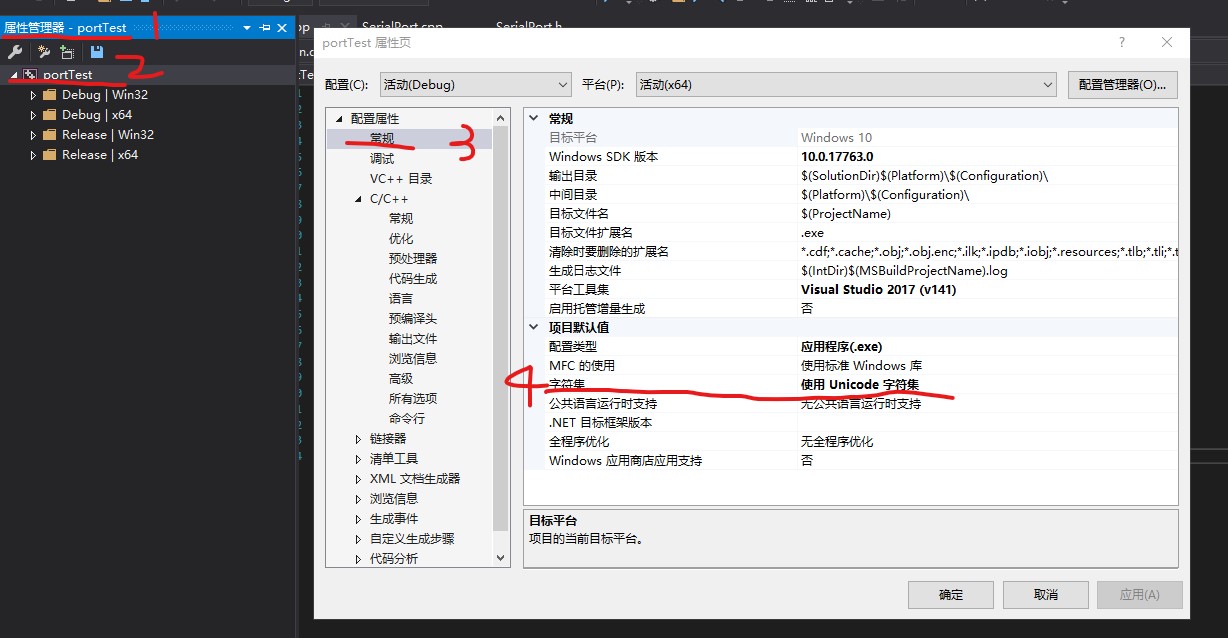 属性管理器 - portTest
1
SerialPort.cpp
SerialPort.h
2
portTest
Debug | Win32
Debug | x64
Release | Win32
Release | x64
portTest 属性页
?
配置(C):
活动(Debug)
平台(P):
活动(x64)
配置管理器(O)...
配置属性
常规
3
调试
VC++ 目录
C/C++
常规
优化
预处理器
代码生成
语言
预编译头
输出文件
浏览信息
高级
所有选项
命令行
链接器
清单工具
XML 文档生成器
浏览信息
生成事件
自定义生成步骤
代码分析
常规
目标平台 Windows 10
Windows SDK 版本 10.0.17763.0
输出目录 $(SolutionDir)$(Platform)\$(Configuration)\
中间目录 $(Platform)\$(Configuration)\
目标文件名 $(ProjectName)
目标文件扩展名 .exe
清除时要删除的扩展名 *.cdf;*.cache;*.obj;*.obj.enc;*.ilk;*.ipdb;*.iobj;*.resources;*.tlb;*.tli;*.t
生成日志文件 $(IntDir)$(MSBuildProjectName).log
平台工具集 Visual Studio 2017 (v141)
启用托管增量生成 否
项目默认值
配置类型 应用程序(.exe)
MFC 的使用 使用标准 Windows 库
4
字符集 使用 Unicode 字符集
公共语言运行时支持 无公共语言运行时支持
.NET 目标框架版本
全程序优化 无全程序优化
Windows 应用商店应用支持 否
目标平台
项目的当前目标平台。
确定
取消
应用(A)